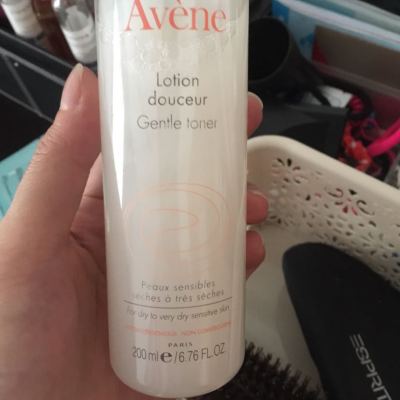 Avène
Lotion
douceur
Gentle toner
Peaux sensibles
sèches à très sèches
For dry to very dry sensitive skin
PARIS
200 ml e / 6.76 FL.OZ.
ESPRIT